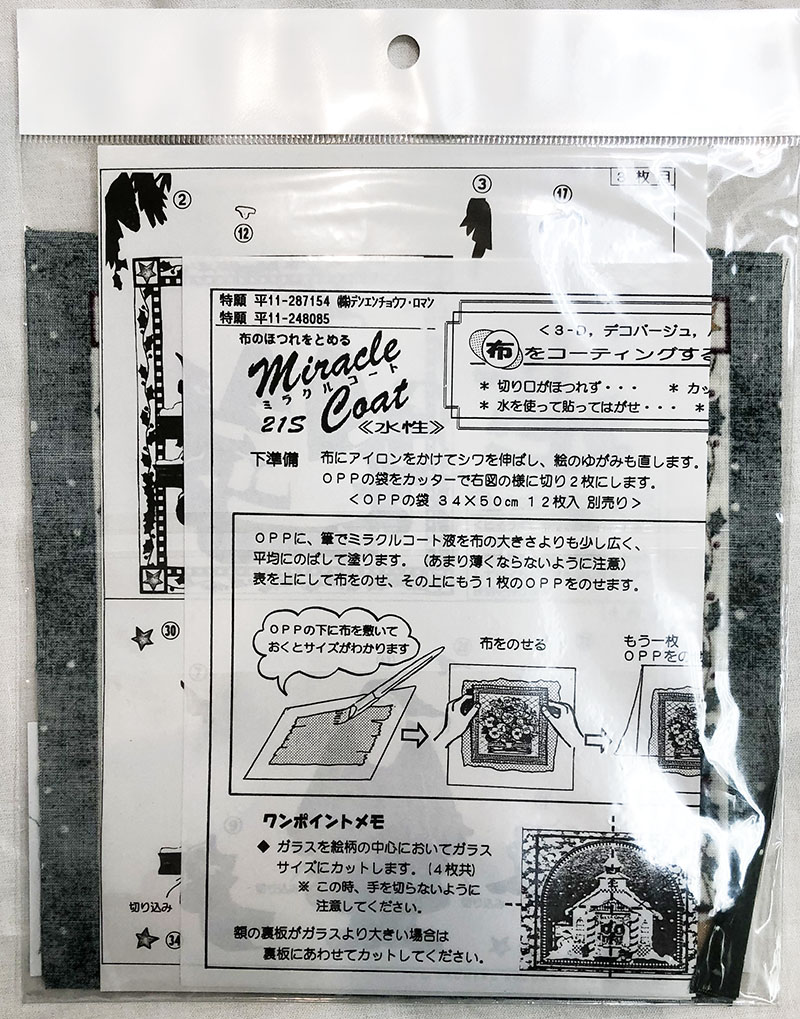 ②
③
⑰
⑫
枚目
特願 平11-287154 ㈱デンエンチョウフ・ロマン
特願 平11-248085
布のほつれをとめる
Miracle
ミラクルコート
21S Coat
≪水性≫
<3-D, デコパージュ,
布をコーティングする
* 切り口がほつれず・・・ * カッ
* 水を使って貼ってはがせ・・・ *
下準備 布にアイロンをかけてシワを伸ばし、絵のゆがみも直します。
OPPの袋をカッターで右図の様に切り2枚にします。
<OPPの袋 34×50cm 12枚入 別売り>
OPPに、筆でミラクルコート液を布の大きさよりも少し広く、
平均にのばして塗ります。(あまり薄くならないように注意)
表を上にして布をのせ、その上にもう1枚のOPPをのせます。
㉚
OPPの下に布を敷いて
おくとサイズがわかります
布をのせる
もう一枚
OPPをの
ワンポイントメモ
◆ ガラスを絵柄の中心においてガラス
サイズにカットします。(4枚共)
※ この時、手を切らないように
注意してください。
額の裏板がガラスより大きい場合は
裏板にあわせてカットしてください。
切り込み
㉞